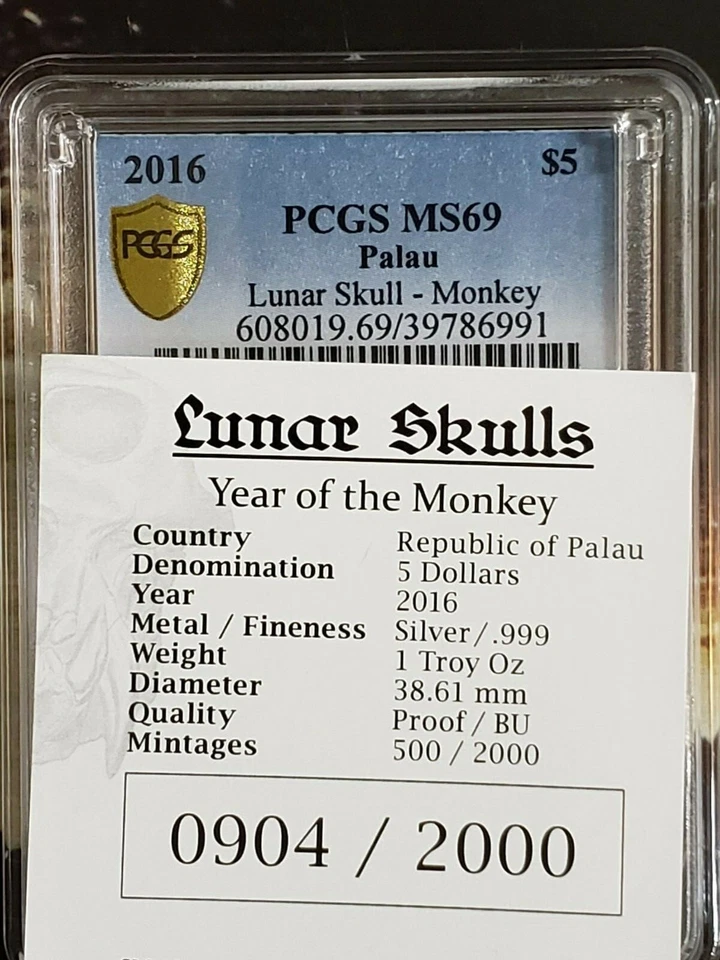 2016 $5
PCGS
PCGS MS69
Palau
Lunar Skull - Monkey
608019.69/39786991
Lunar Skulls
Year of the Monkey
Country Republic of Palau
Denomination 5 Dollars
Year 2016
Metal / Fineness Silver / .999
Weight 1 Troy Oz
Diameter 38.61 mm
Quality Proof / BU
Mintages 500 / 2000
0904 / 2000